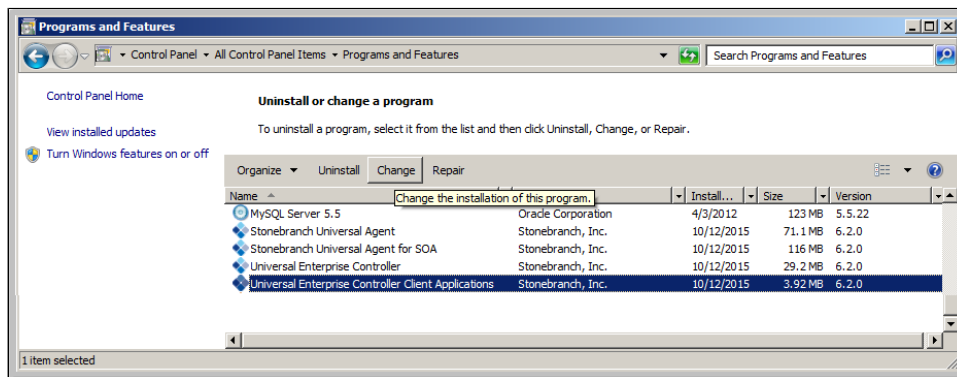 Programs and Features
Control Panel All Control Panel Items Programs and Features Search Programs and Features
Control Panel Home
Uninstall or change a program
View installed updates
To uninstall a program, select it from the list and then click Uninstall, Change, or Repair.
Turn Windows features on or off
Organize Uninstall Change Repair
Name Install... Size Version
Change the installation of this program.
MySQL Server 5.5 Oracle Corporation 4/3/2012 123 MB 5.5.22
Stonebranch Universal Agent Stonebranch, Inc. 10/12/2015 71.1 MB 6.2.0
Stonebranch Universal Agent for SOA Stonebranch, Inc. 10/12/2015 116 MB 6.2.0
Universal Enterprise Controller Stonebranch, Inc. 10/12/2015 29.2 MB 6.2.0
Universal Enterprise Controller Client Applications Stonebranch, Inc. 10/12/2015 3.92 MB 6.2.0
1 item selected